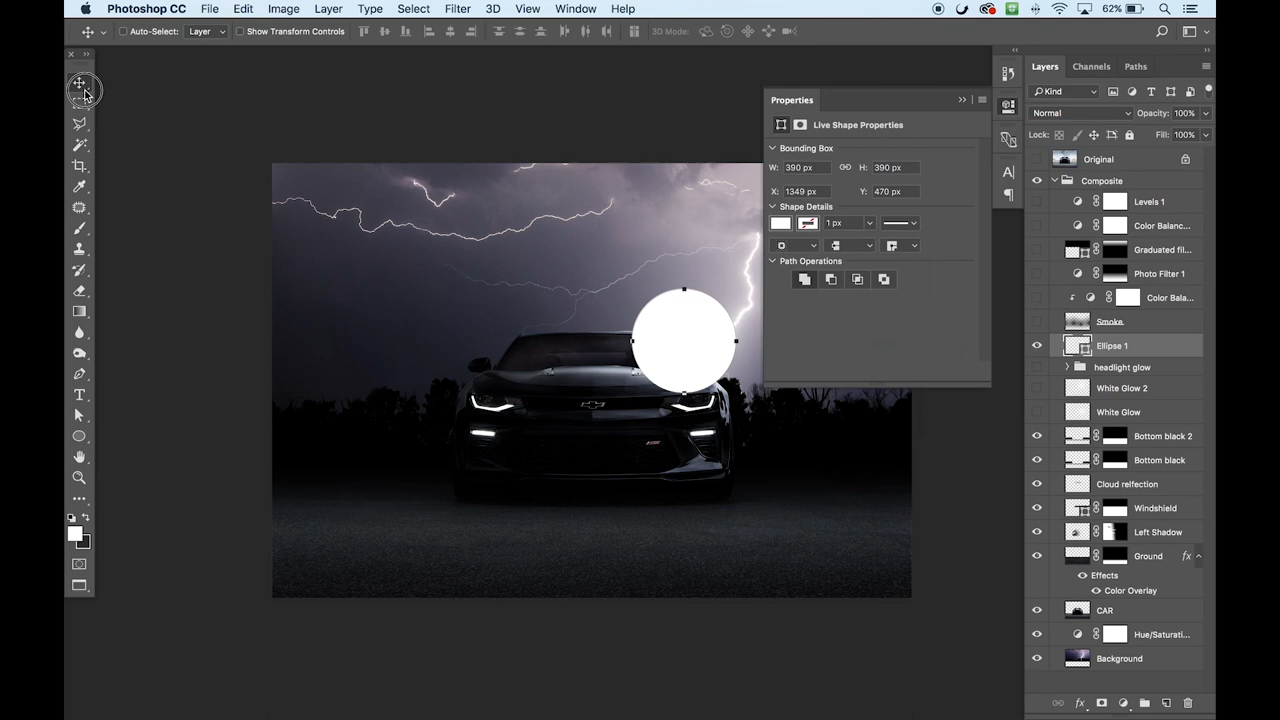 Photoshop CC File Edit Image Layer Type Select Filter 3D View Window Help 62%
Auto-Select: Layer Show Transform Controls 3D Mode:
Properties
Live Shape Properties
Bounding Box
W: 390 px H: 390 px
X: 1349 px Y: 470 px
Shape Details
1 px
Path Operations
A
Layers Channels Paths
Kind
Normal Opacity: 100%
Lock: Fill: 100%
Original
Composite
Levels 1
Color Balanc...
Graduated fil...
Photo Filter 1
Color Bala...
Smoke
Ellipse 1
headlight glow
White Glow 2
White Glow
Bottom black 2
Bottom black
Cloud relfection
Windshield
Left Shadow
Ground fx
Effects
Color Overlay
CAR
Hue/Saturati...
Background
fx